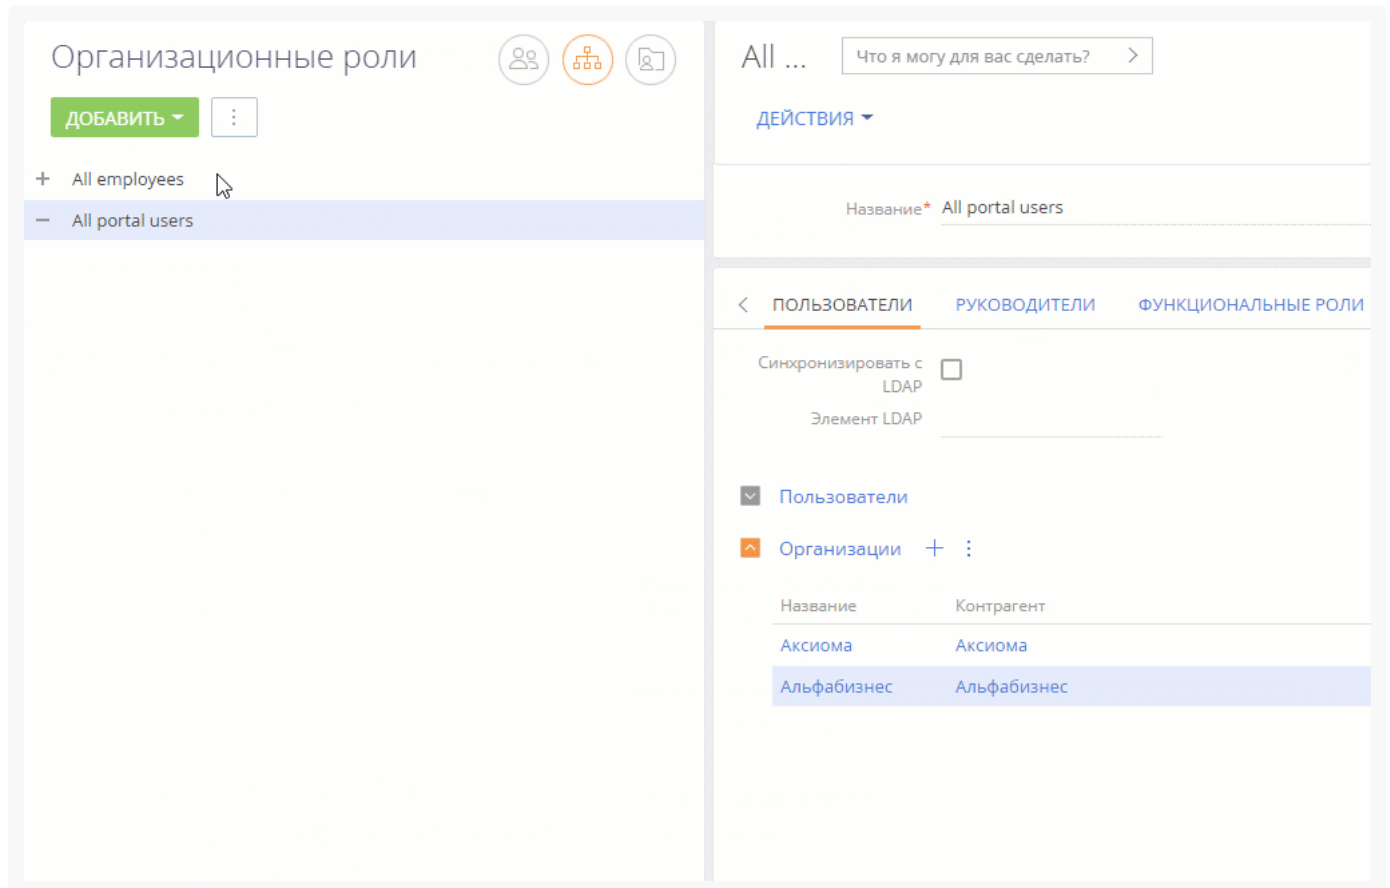 Организационные роли
ДОБАВИТЬ
All employees
All portal users
All ...
Что я могу для вас сделать?
ДЕЙСТВИЯ
Название* All portal users
ПОЛЬЗОВАТЕЛИ РУКОВОДИТЕЛИ ФУНКЦИОНАЛЬНЫЕ РОЛИ
Синхронизировать с
LDAP
Элемент LDAP
Пользователи
Организации
Название Контрагент
Аксиома Аксиома
Альфабизнес Альфабизнес